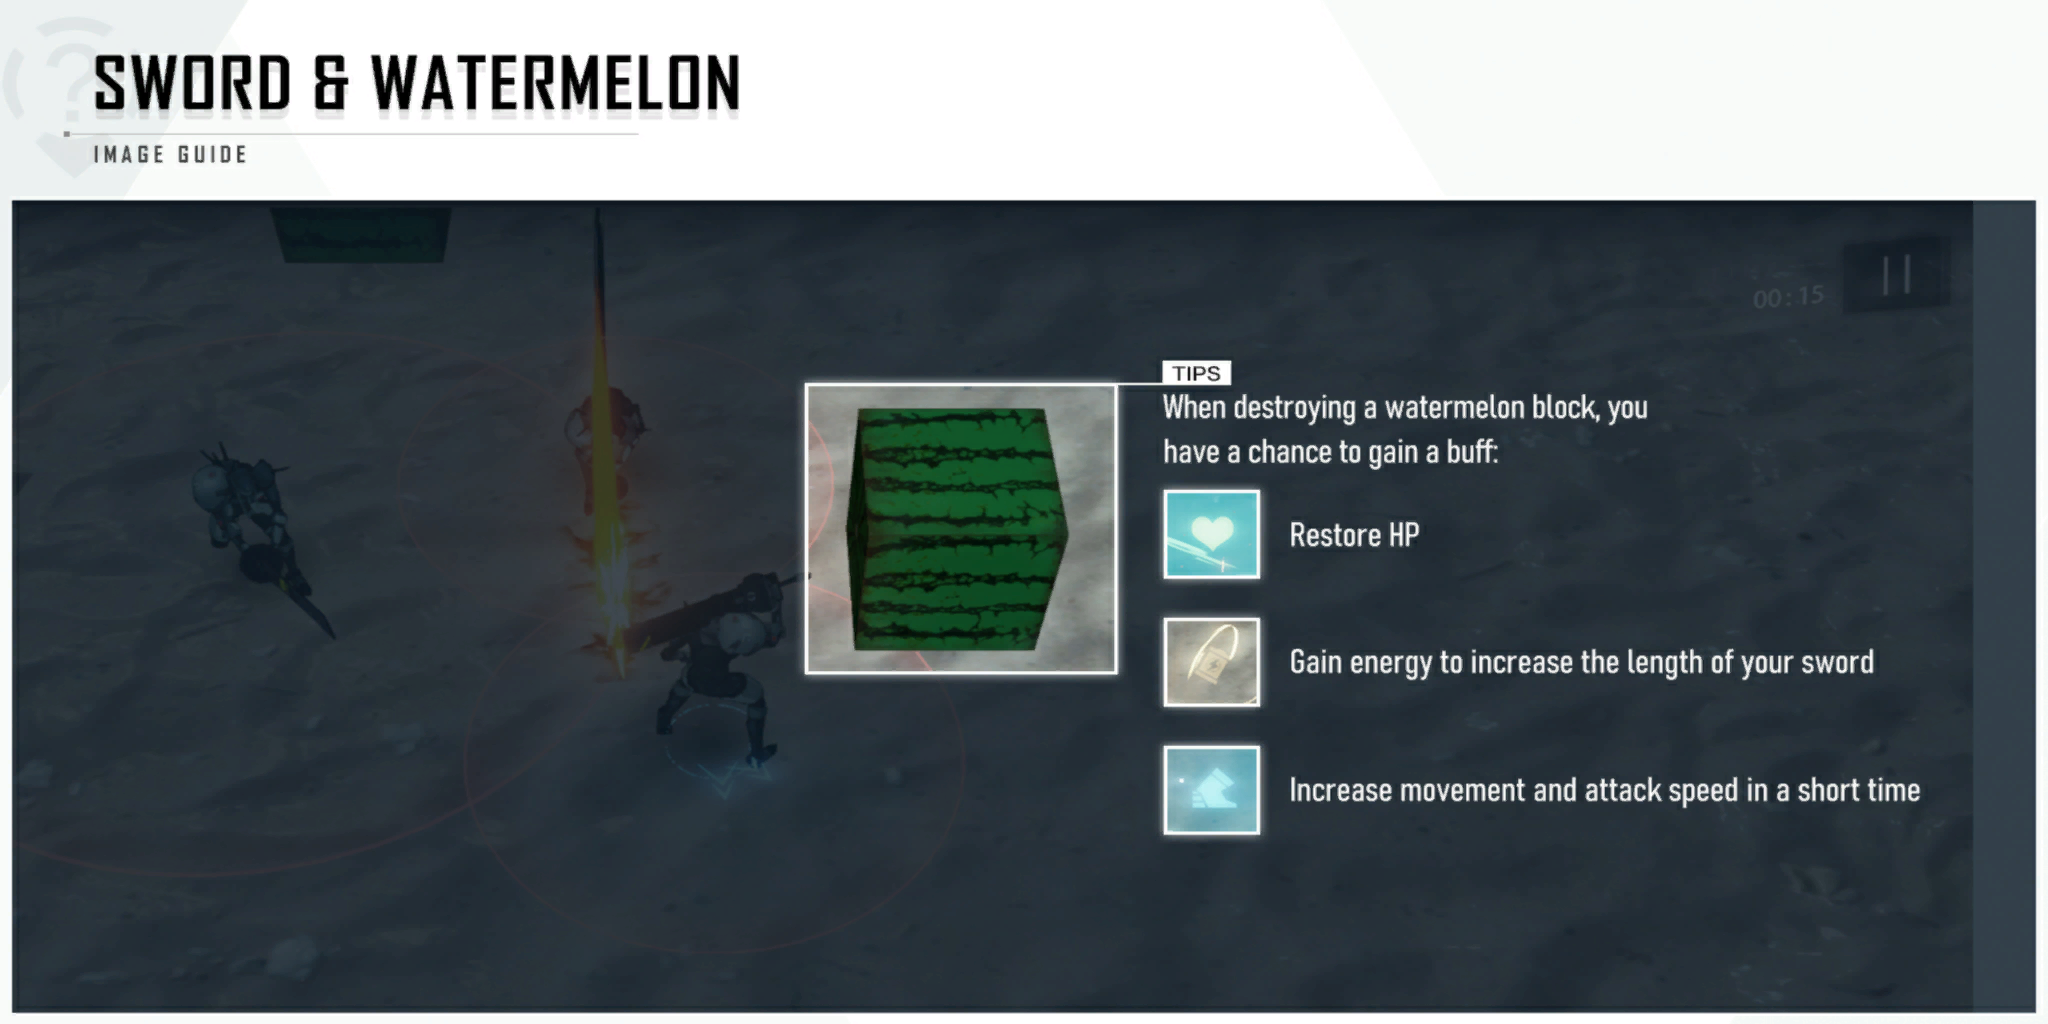 SWORD & WATERMELON
IMAGE GUIDE
00:15
TIPS
When destroying a watermelon block, you
have a chance to gain a buff:
Restore HP
Gain energy to increase the length of your sword
Increase movement and attack speed in a short time